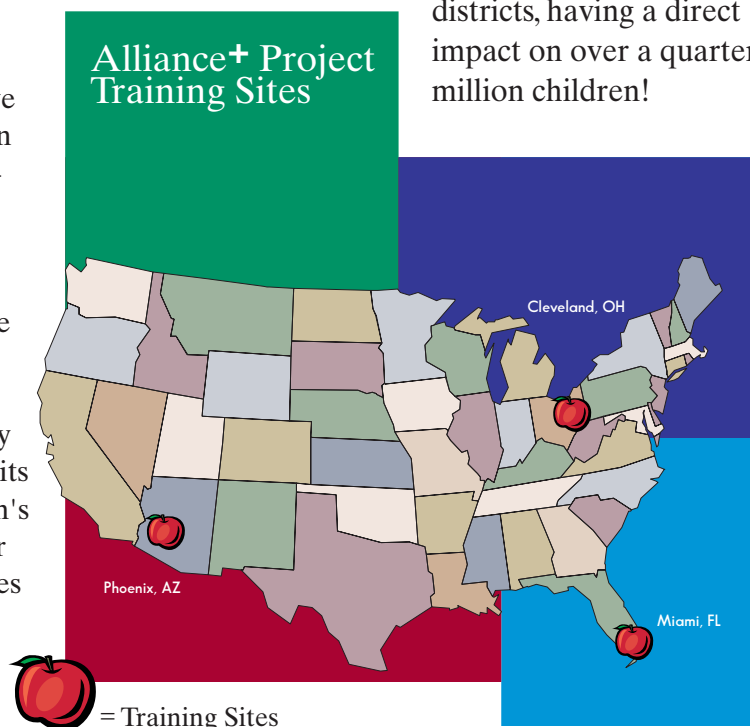 districts, having a direct
impact on over a quarter
million children!
Alliance+ Project
Training Sites
Cleveland, OH
Phoenix, AZ
Miami, FL
= Training Sites